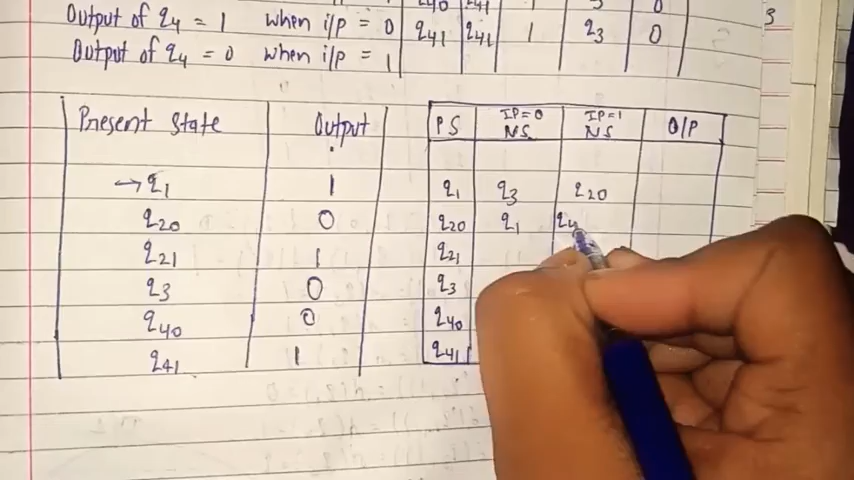 Output of q4 = 1 when i/p = 0 q41 q41 1 q3 0
Output of q4 = 0 when i/p = 1
Present State Output
→q1 1
q20 0
q21 1
q3 0
q40 0
q41 1
PS IP=0 NS IP=1 NS O/P
q1 q3 q20
q20 q1 q4
q21
q3
q40
q41